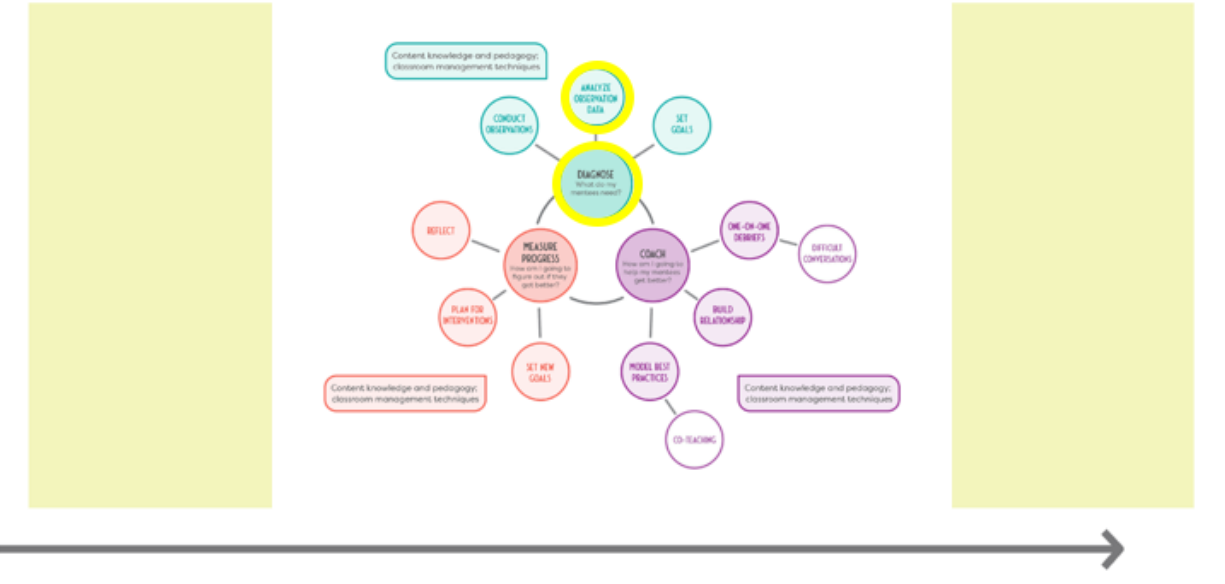 Content knowledge and pedagogy;
classroom management techniques
ANALYZE
OBSERVATION
DATA
CONDUCT
OBSERVATIONS
SET
GOALS
DIAGNOSE
What do my
mentees need?
REFLECT
MEASURE
PROGRESS
How am I going to
figure out if they
got better?
COACH
How am I going to
help my mentees
get better?
ONE-ON-ONE
DEBRIEFS
DIFFICULT
CONVERSATIONS
PLAN FOR
INTERVENTIONS
BUILD
RELATIONSHIP
SET NEW
GOALS
MODEL BEST
PRACTICES
Content knowledge and pedagogy;
classroom management techniques
Content knowledge and pedagogy;
classroom management techniques
CO-TEACHING